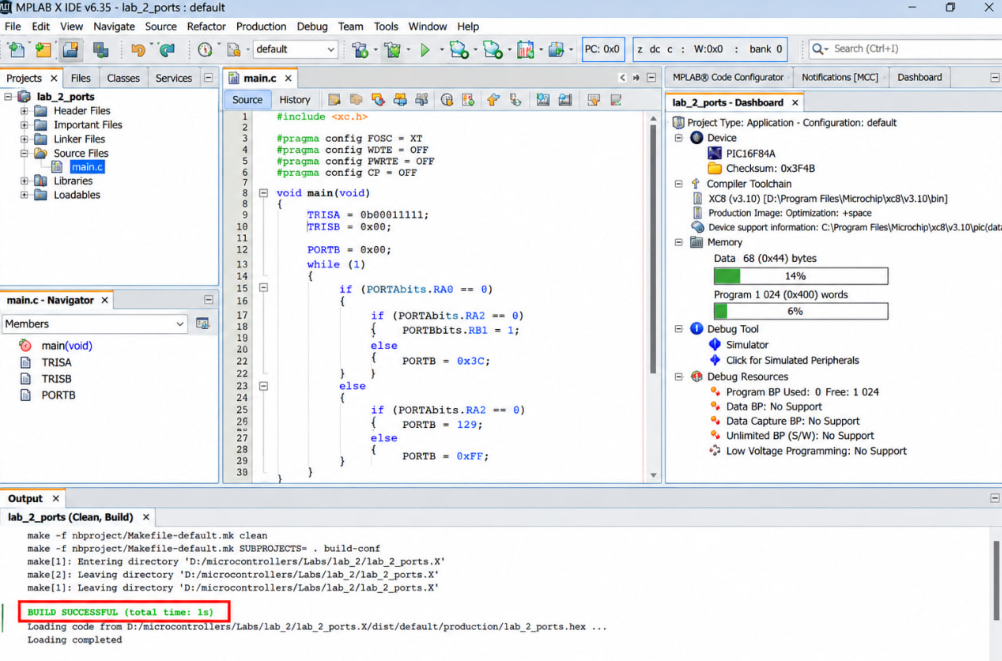 MPLAB X IDE v6.35 - lab_2_ports : default
File Edit View Navigate Source Refactor Production Debug Team Tools Window Help
default
PC: 0x0
z dc c : W:0x0 : bank 0
Search (Ctrl+I)
Projects × Files Classes Services
lab_2_ports
Header Files
Important Files
Linker Files
Source Files
main.c
Libraries
Loadables
main.c - Navigator ×
Members
main(void)
TRISA
TRISB
PORTB
main.c ×
Source History
1 #include <xc.h>
2
3 #pragma config FOSC = XT
4 #pragma config WDTE = OFF
5 #pragma config PWRTE = OFF
6 #pragma config CP = OFF
7
8 void main(void)
8 {
9 TRISA = 0b00011111;
10 TRISB = 0x00;
11
12 PORTB = 0x00;
13 while (1)
14 {
15 if (PORTAbits.RA0 == 0)
16 {
17 if (PORTAbits.RA2 == 0)
18 { PORTBbits.RB1 = 1;
19
20 else
21 { PORTB = 0x3C;
22 } }
23 else
24 {
25 if (PORTAbits.RA2 == 0)
26 { PORTB = 129;
27 else
28 { PORTB = 0xFF;
29 }
30 }
}
MPLAB® Code Configurator Notifications [MCC] Dashboard
lab_2_ports - Dashboard ×
Project Type: Application - Configuration: default
Device
PIC16F84A
Checksum: 0x3F4B
Compiler Toolchain
XC8 (v3.10) [D:\Program Files\Microchip\xc8\v3.10\bin]
Production Image: Optimization: +space
Device support information: C:\Program Files\Microchip\xc8\v3.10\pic(data
Memory
Data 68 (0x44) bytes
14%
Program 1 024 (0x400) words
6%
Debug Tool
Simulator
Click for Simulated Peripherals
Debug Resources
Program BP Used: 0 Free: 1 024
Data BP: No Support
Data Capture BP: No Support
Unlimited BP (S/W): No Support
Low Voltage Programming: No Support
Output ×
lab_2_ports (Clean, Build) ×
make -f nbproject/Makefile-default.mk clean
make -f nbproject/Makefile-default.mk SUBPROJECTS= . build-conf
make[1]: Entering directory 'D:/microcontrollers/Labs/lab_2/lab_2_ports.X'
make[2]: Leaving directory 'D:/microcontrollers/Labs/lab_2/lab_2_ports.X'
make[1]: Leaving directory 'D:/microcontrollers/Labs/lab_2/lab_2_ports.X'
BUILD SUCCESSFUL (total time: 1s)
Loading code from D:/microcontrollers/Labs/lab_2/lab_2_ports.X/dist/default/production/lab_2_ports.hex ...
Loading completed